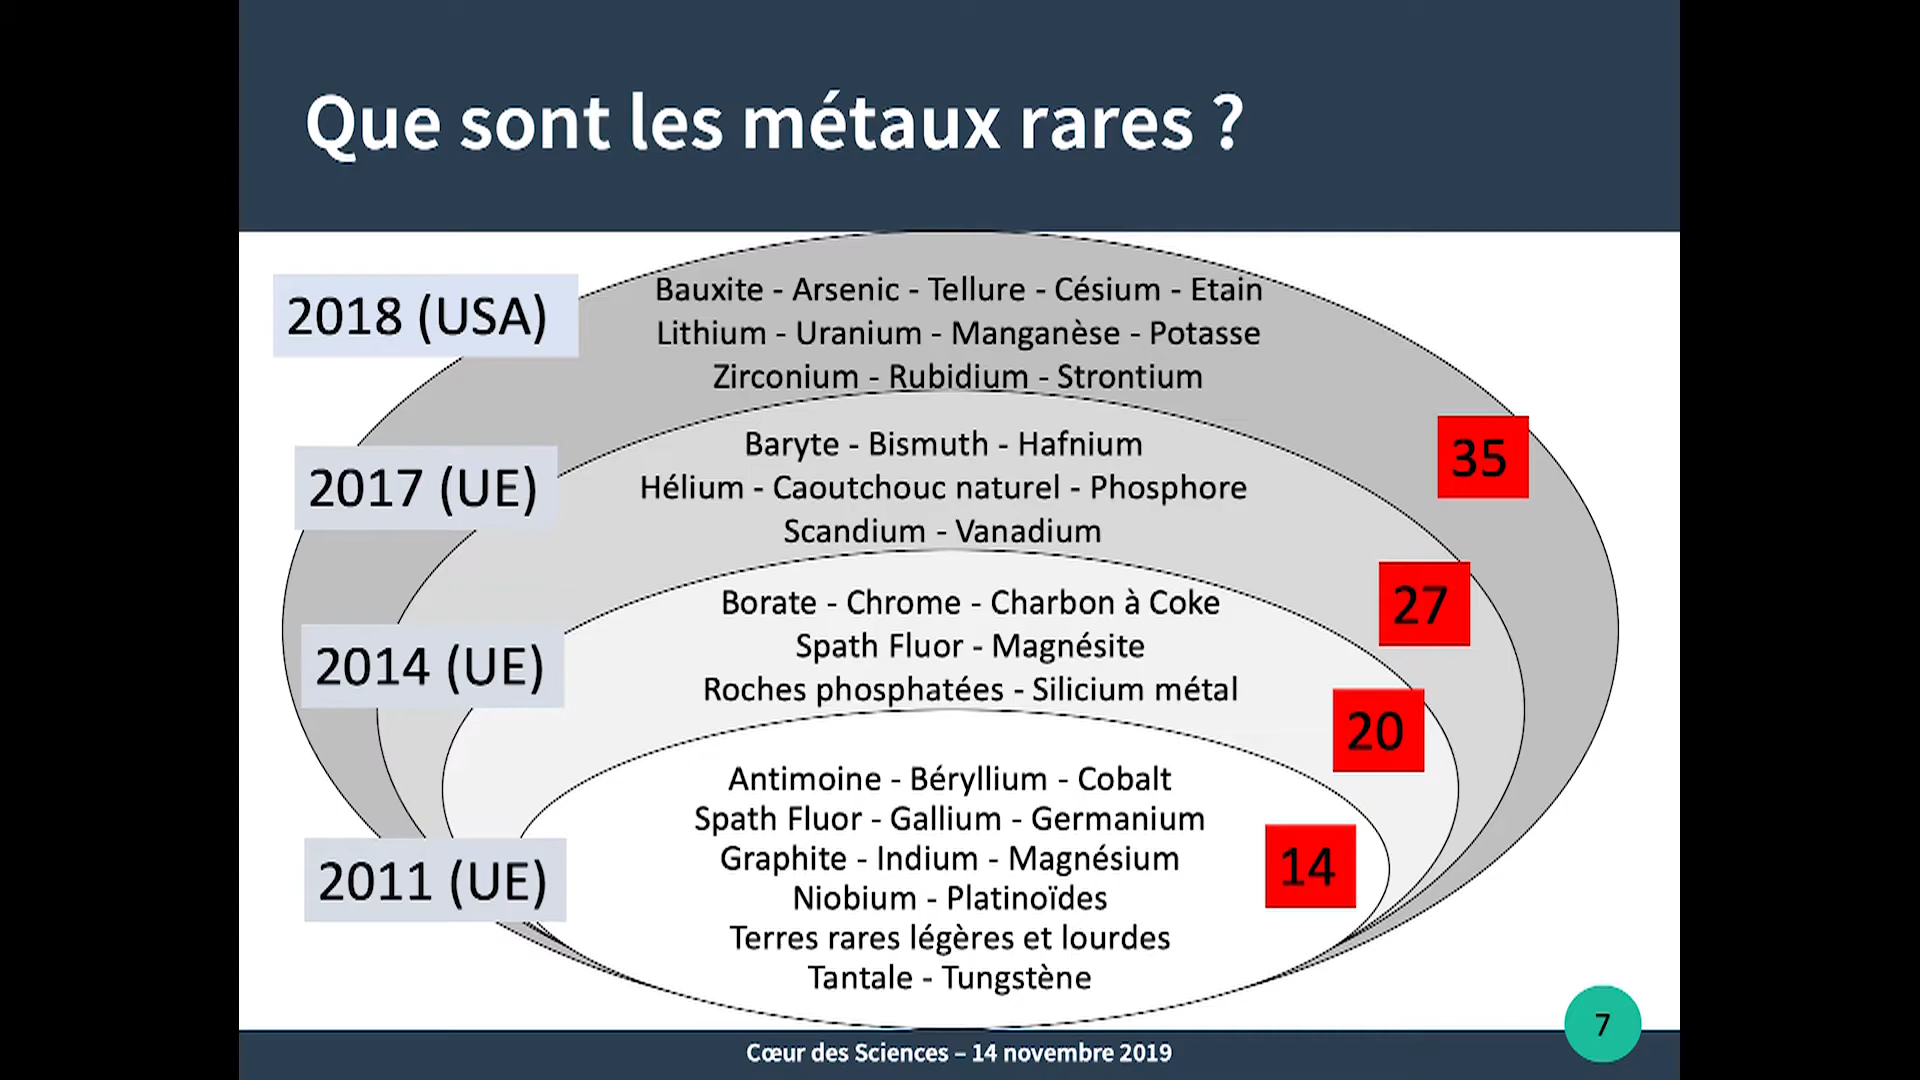 Que sont les métaux rares ?
2018 (USA)
Bauxite - Arsenic - Tellure - Césium - Etain
Lithium - Uranium - Manganèse - Potasse
Zirconium - Rubidium - Strontium
35
2017 (UE)
Baryte - Bismuth - Hafnium
Hélium - Caoutchouc naturel - Phosphore
Scandium - Vanadium
27
2014 (UE)
Borate - Chrome - Charbon à Coke
Spath Fluor - Magnésite
Roches phosphatées - Silicium métal
20
2011 (UE)
Antimoine - Béryllium - Cobalt
Spath Fluor - Gallium - Germanium
Graphite - Indium - Magnésium
Niobium - Platinoïdes
Terres rares légères et lourdes
Tantale - Tungstène
14
7
Cœur des Sciences – 14 novembre 2019